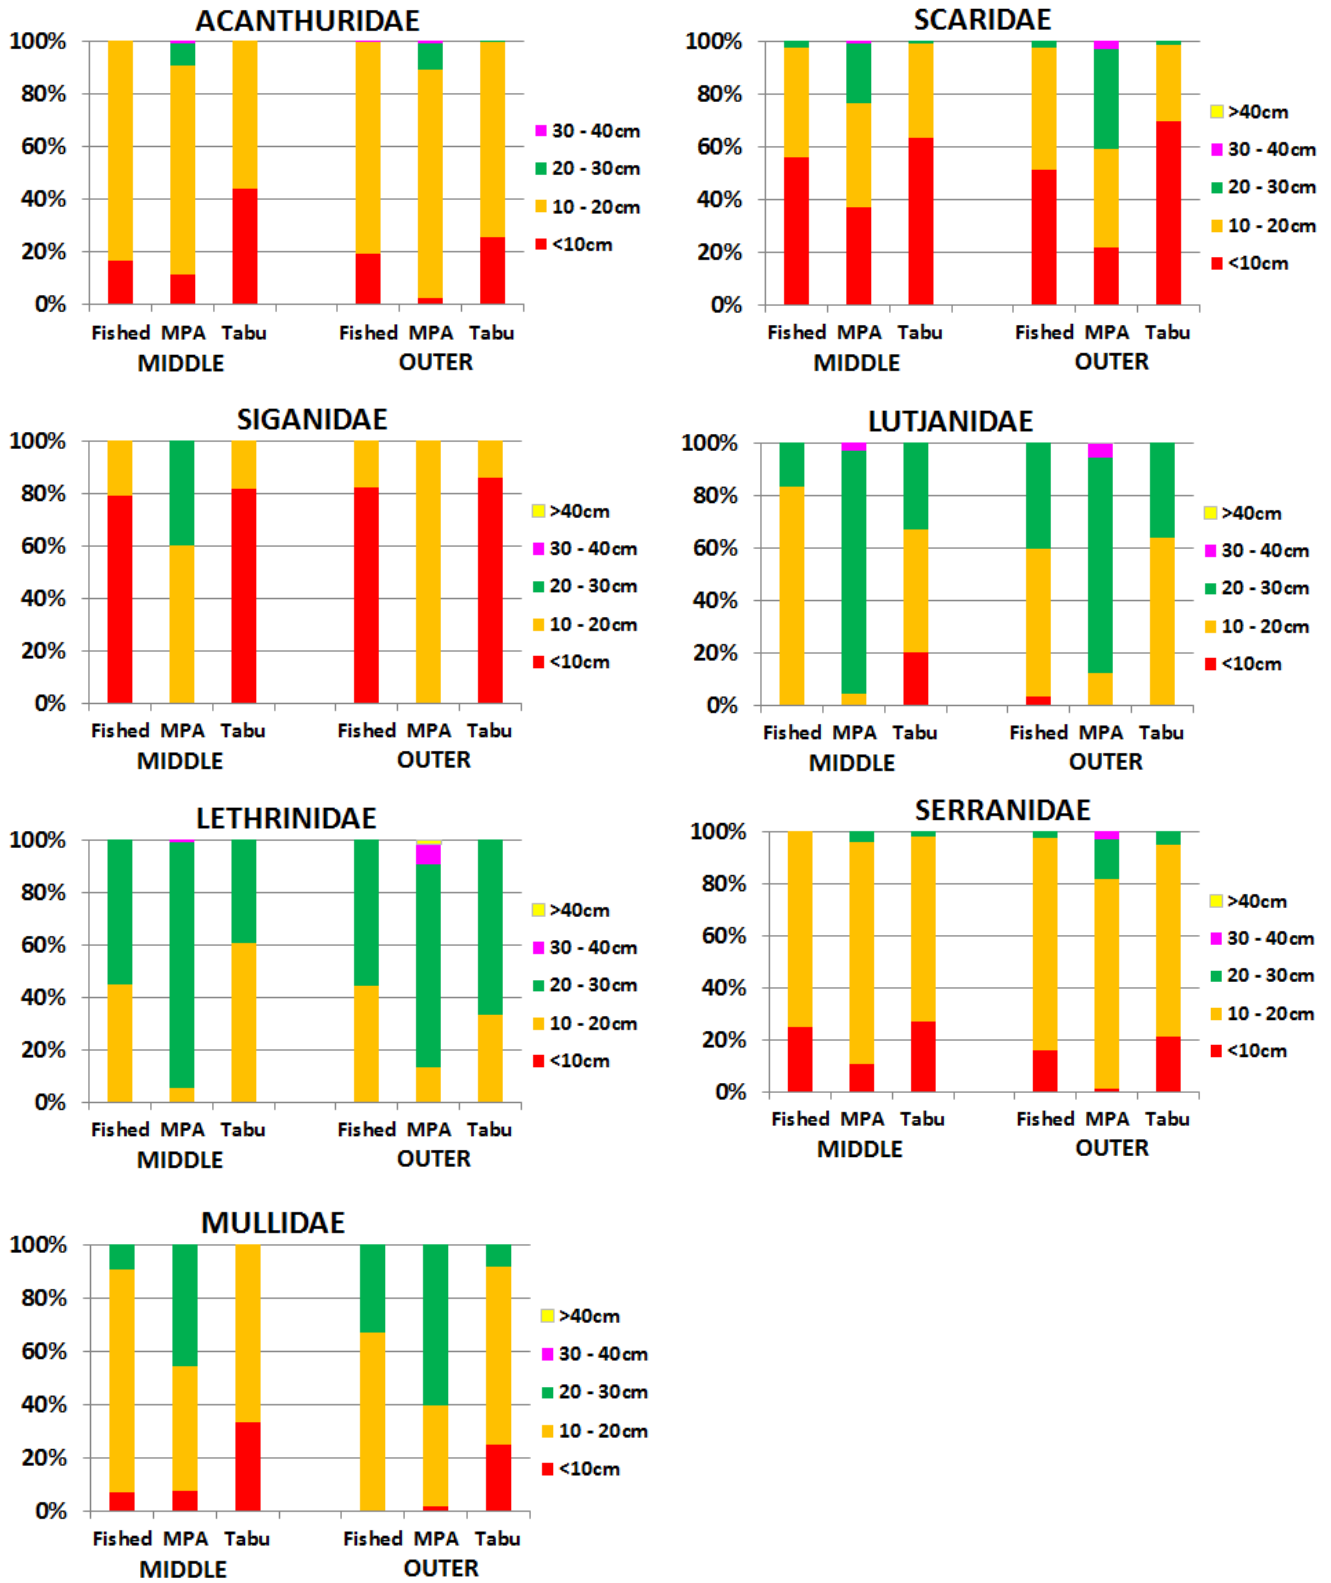 ACANTHURIDAE
100%
80%
60%
40%
20%
0%
Fished MPA Tabu Fished MPA Tabu
MIDDLE OUTER
30 - 40cm
20 - 30cm
10 - 20cm
<10cm
SCARIDAE
100%
80%
60%
40%
20%
0%
Fished MPA Tabu Fished MPA Tabu
MIDDLE OUTER
>40cm
30 - 40cm
20 - 30cm
10 - 20cm
<10cm
SIGANIDAE
100%
80%
60%
40%
20%
0%
Fished MPA Tabu Fished MPA Tabu
MIDDLE OUTER
>40cm
30 - 40cm
20 - 30cm
10 - 20cm
<10cm
LUTJANIDAE
100%
80%
60%
40%
20%
0%
Fished MPA Tabu Fished MPA Tabu
MIDDLE OUTER
>40cm
30 - 40cm
20 - 30cm
10 - 20cm
<10cm
LETHRINIDAE
100%
80%
60%
40%
20%
0%
Fished MPA Tabu Fished MPA Tabu
MIDDLE OUTER
>40cm
30 - 40cm
20 - 30cm
10 - 20cm
<10cm
SERRANIDAE
100%
80%
60%
40%
20%
0%
Fished MPA Tabu Fished MPA Tabu
MIDDLE OUTER
>40cm
30 - 40cm
20 - 30cm
10 - 20cm
<10cm
MULLIDAE
100%
80%
60%
40%
20%
0%
Fished MPA Tabu Fished MPA Tabu
MIDDLE OUTER
>40cm
30 - 40cm
20 - 30cm
10 - 20cm
<10cm